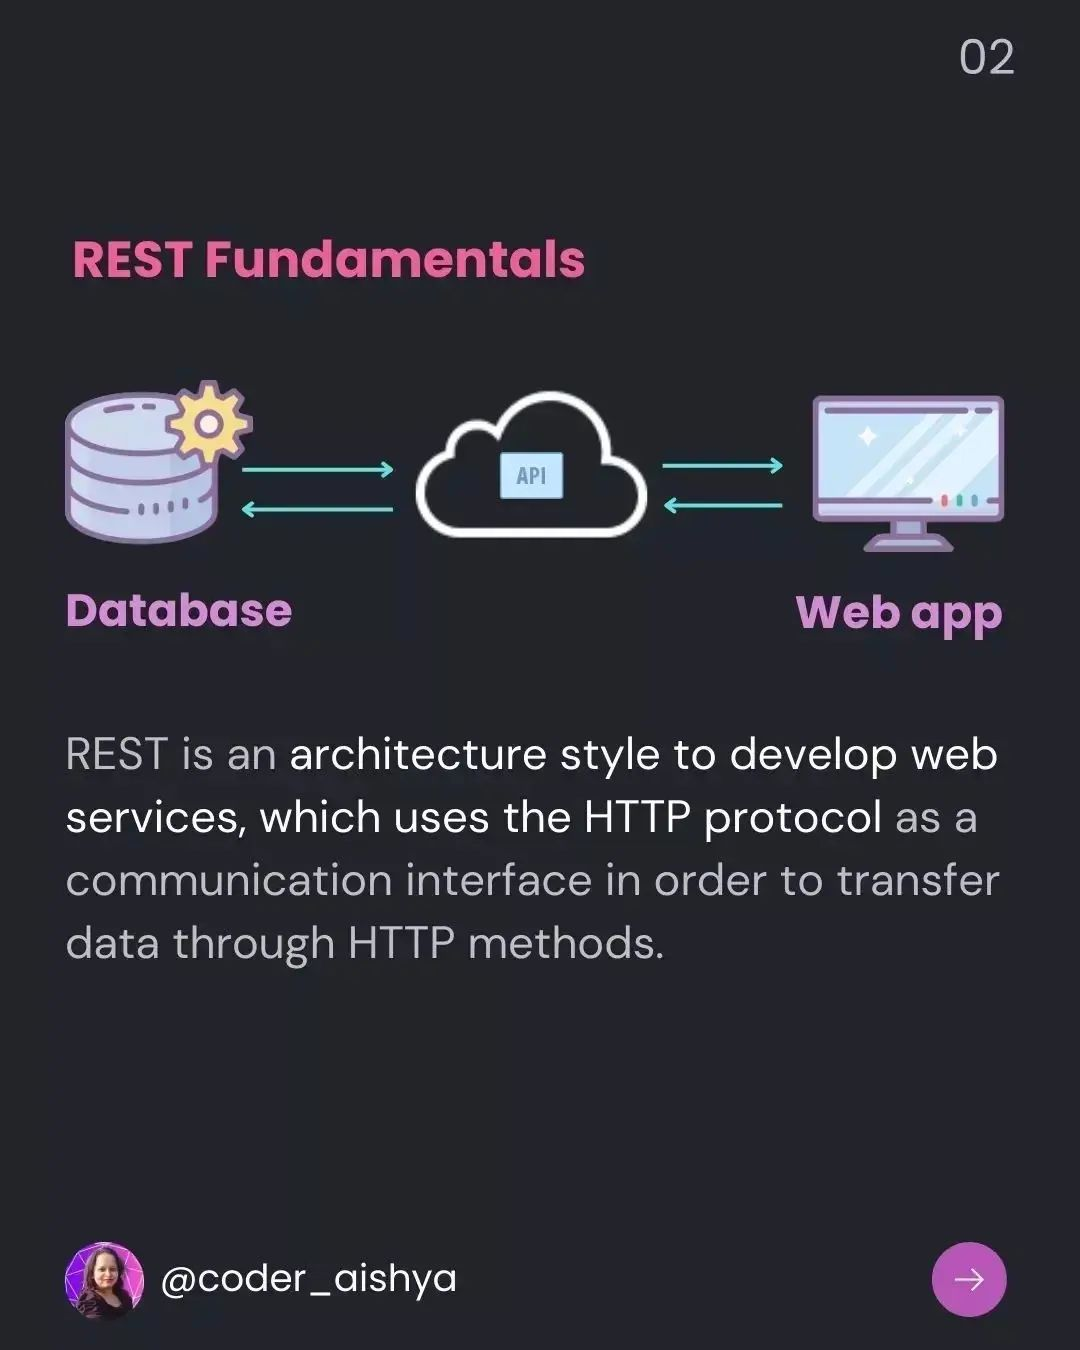 02
REST Fundamentals
API
Database
Web app
REST is an architecture style to develop web
services, which uses the HTTP protocol as a
communication interface in order to transfer
data through HTTP methods.
@coder_aishya